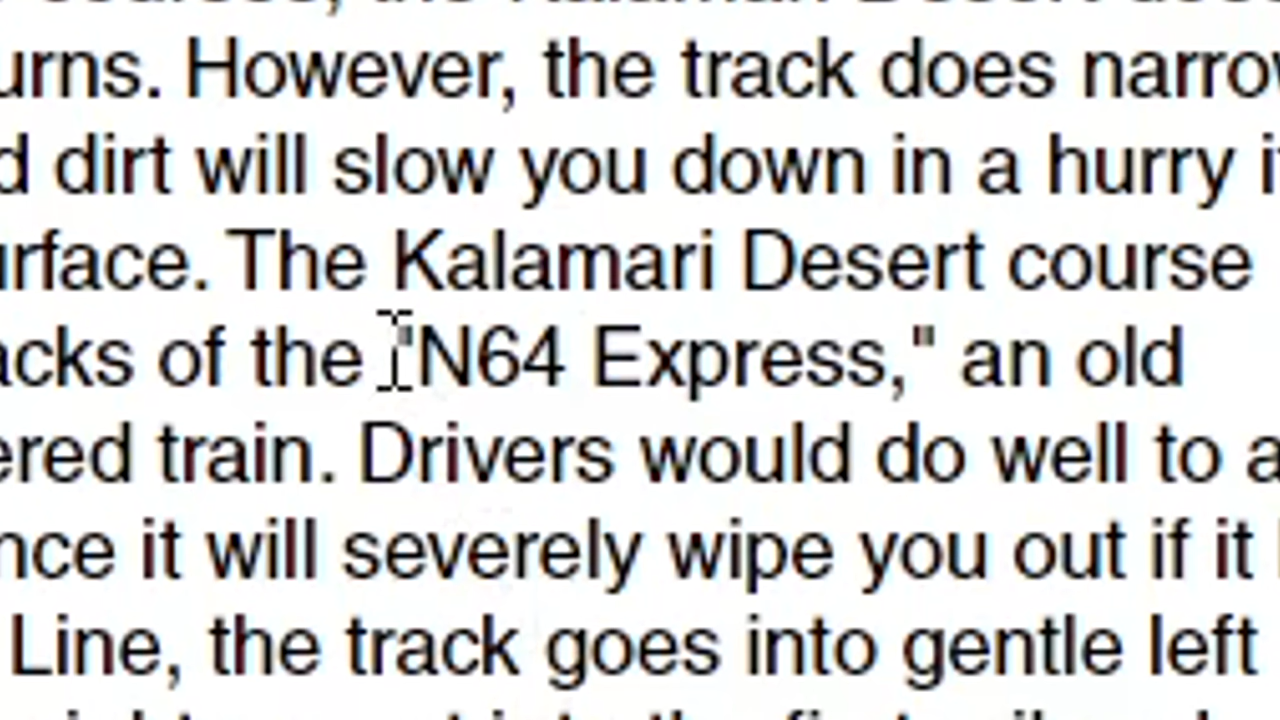 urns. However, the track does narrow
d dirt will slow you down in a hurry
urface. The Kalamari Desert course
acks of the "N64 Express," an old
ered train. Drivers would do well to a
nce it will severely wipe you out if it
Line, the track goes into gentle left